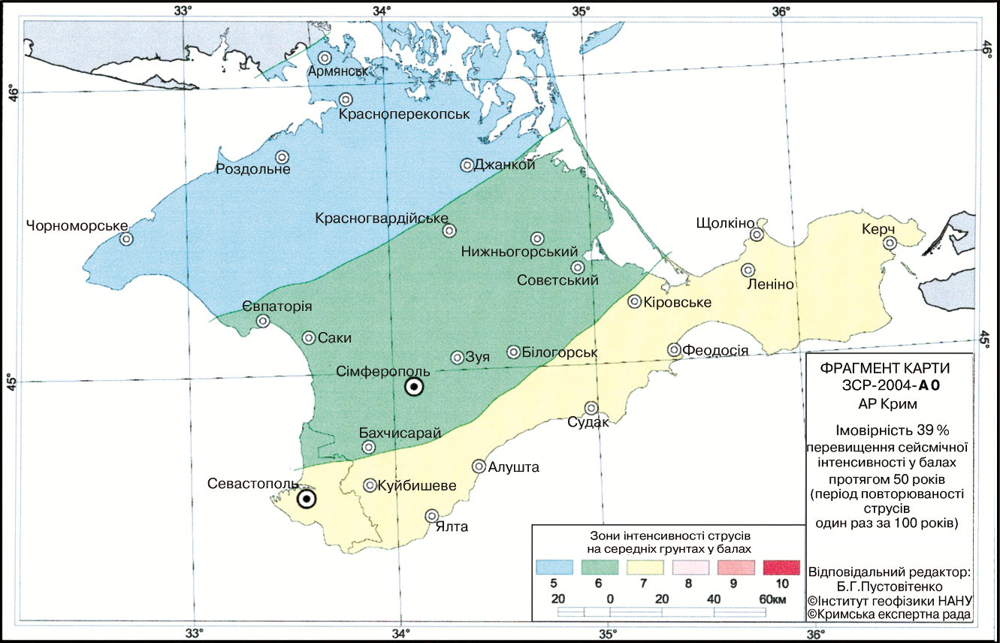 33°
34°
35°
36°
46°
46°
Армянськ
Красноперекопськ
Роздольне
Джанкой
Красногвардійське
Чорноморське
Щолкіно
Керч
Нижньогорський
Совєтський
Леніно
Євпаторія
Кіровське
Саки
Зуя
Білогорськ
Феодосія
45°
45°
Сімферополь
Судак
Бахчисарай
Алушта
Севастополь
Куйбишеве
Ялта
ФРАГМЕНТ КАРТИ
ЗСР-2004-А0
АР Крим
Імовірність 39 %
перевищення сейсмічної
інтенсивності у балах
протягом 50 років
(період повторюваності
струсів
один раз за 100 років)
Відповідальний редактор:
Б.Г.Пустовітенко
©Інститут геофізики НАНУ
©Кримська експертна рада
Зони інтенсивності струсів
на середніх грунтах у балах
5 6 7 8 9 10
20 0 20 40 60км
33°
34°
35°
36°